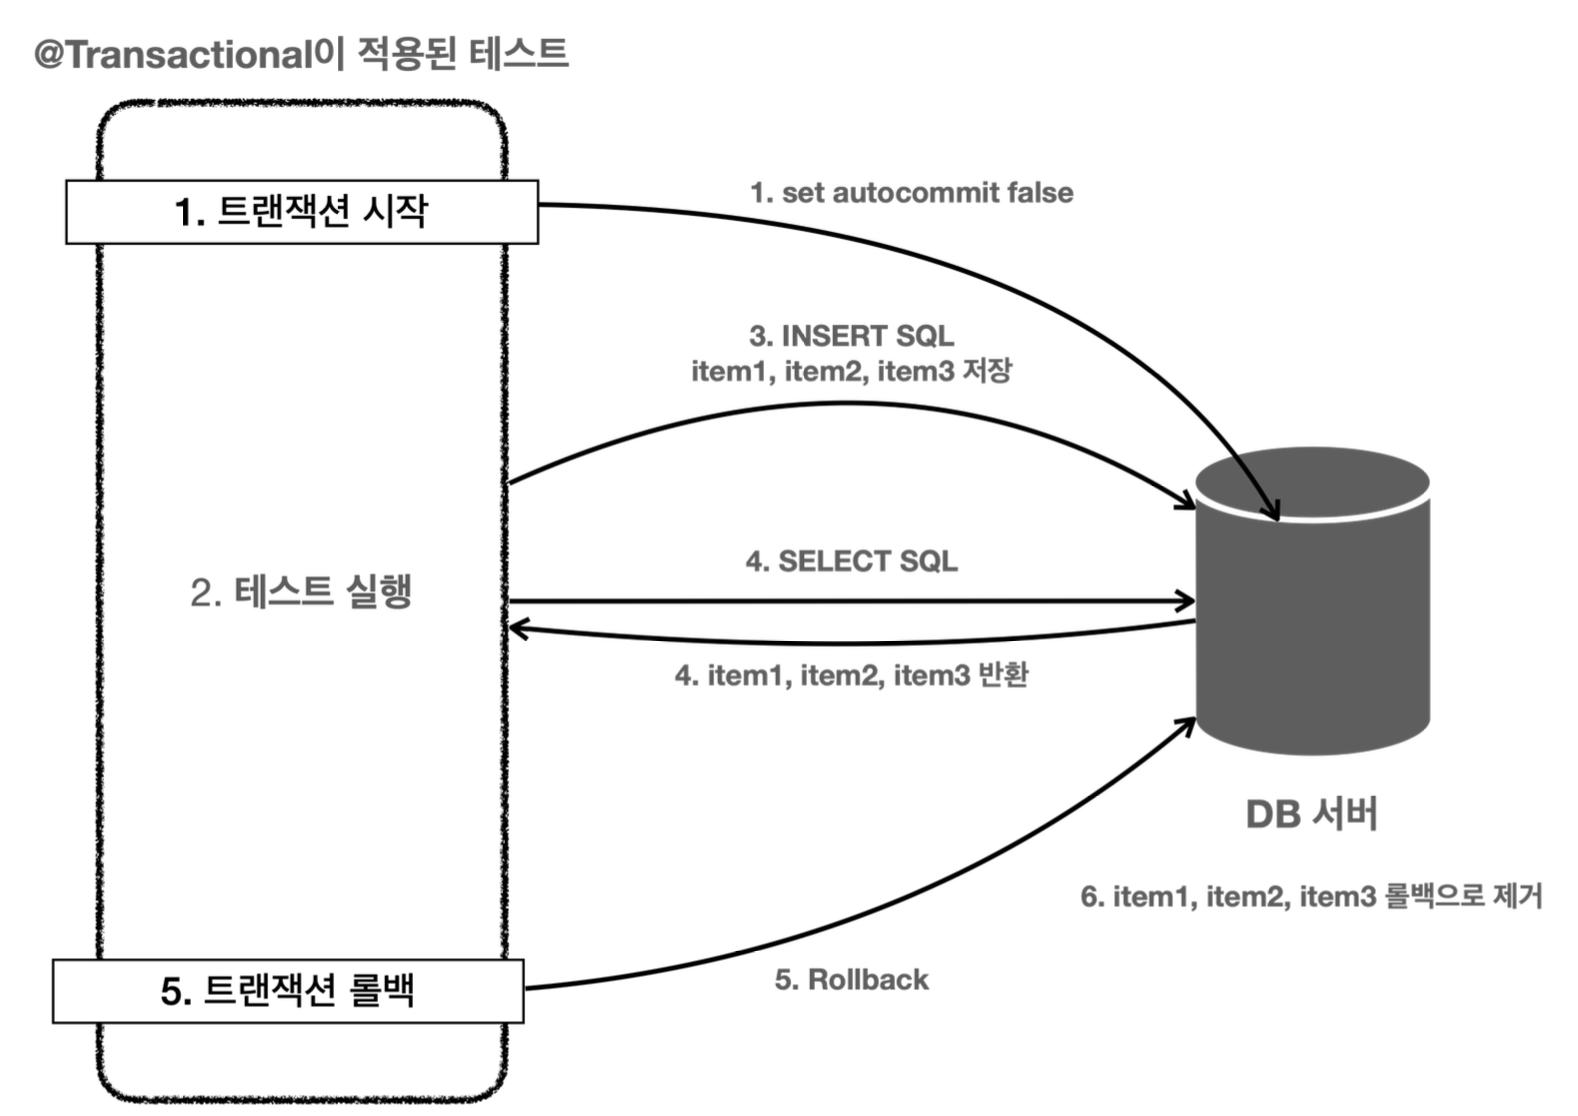 @Transactional이 적용된 테스트
1. 트랜잭션 시작
1. set autocommit false
3. INSERT SQL
item1, item2, item3 저장
2. 테스트 실행
4. SELECT SQL
4. item1, item2, item3 반환
DB 서버
6. item1, item2, item3 롤백으로 제거
5. 트랜잭션 롤백
5. Rollback